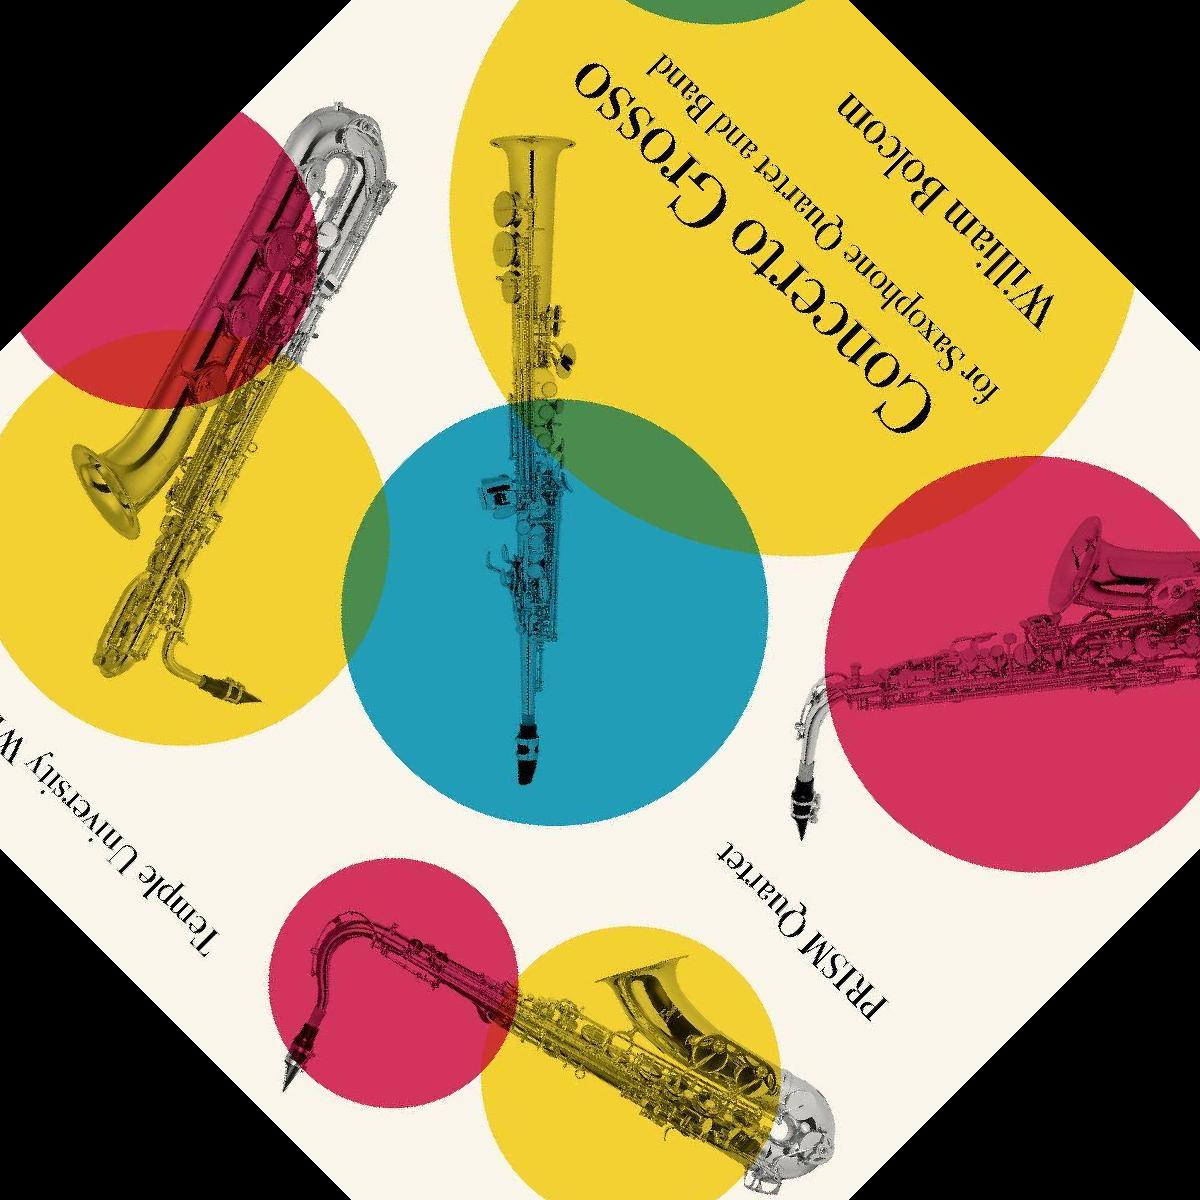 William Bolcom
Concerto Grosso
for Saxophone Quartet and Band
PRISM Quartet
Temple University